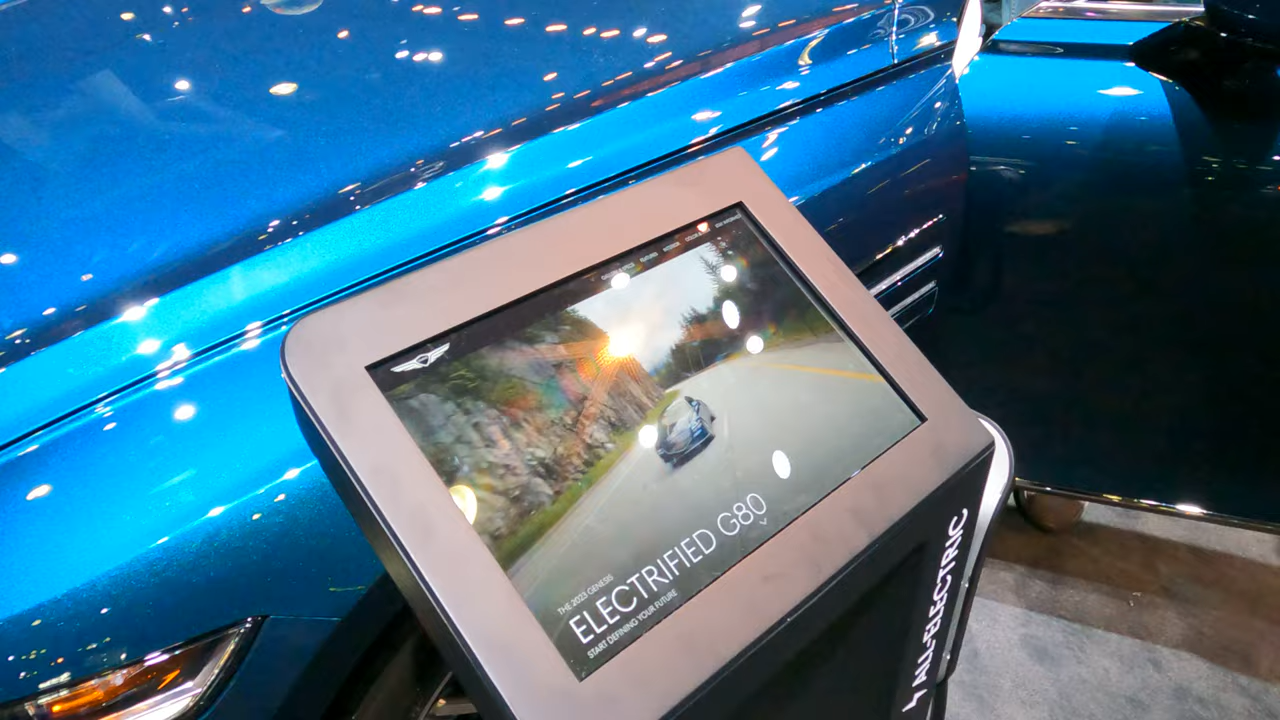 THE 2023 GENESIS
ELECTRIFIED G80
START DEFINING YOUR FUTURE
ALL-ELECTRIC